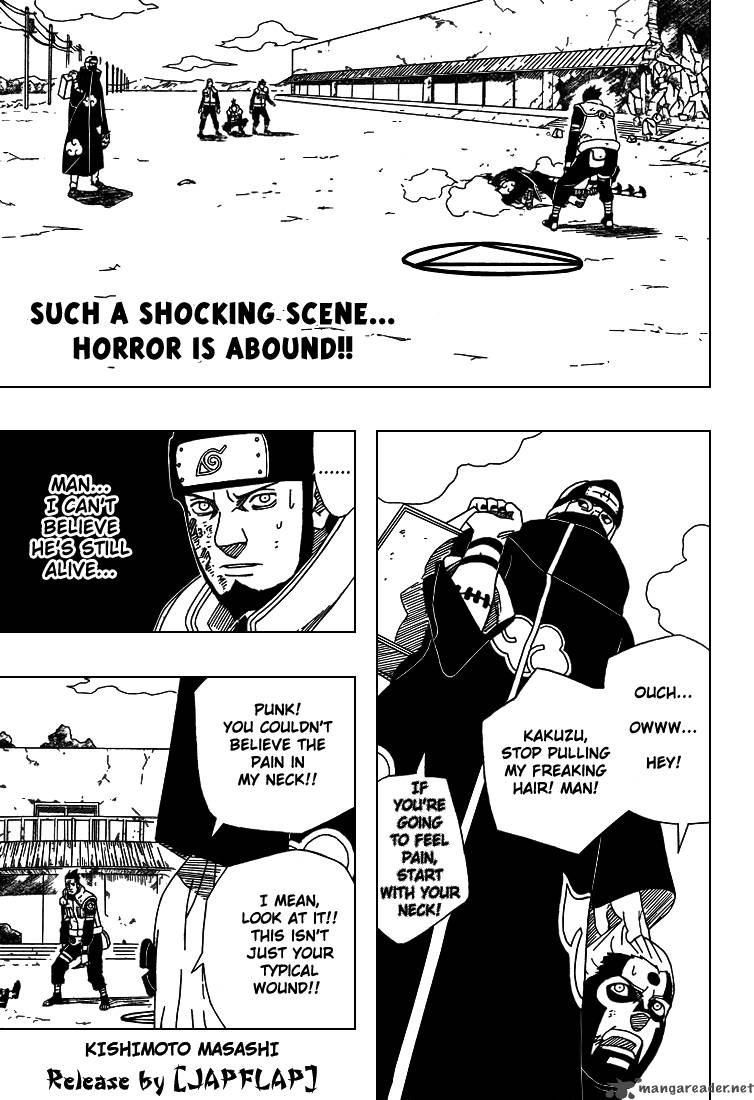 SUCH A SHOCKING SCENE...
HORROR IS ABOUND!!
OUCH...
OWWW...
HEY!
KAKUZU,
STOP PULLING
MY FREAKING
HAIR! MAN!
IF
YOU'RE
GOING
TO FEEL
PAIN,
START
WITH YOUR
NECK!
.......
MAN...
I CAN'T
BELIEVE
HE'S STILL
ALIVE...
PUNK!
YOU COULDN'T
BELIEVE THE
PAIN IN
MY NECK!!
I MEAN,
LOOK AT IT!!
THIS ISN'T
JUST YOUR
TYPICAL
WOUND!!
KISHIMOTO MASASHI
Release by [JAPFLAP]
mangareader.net